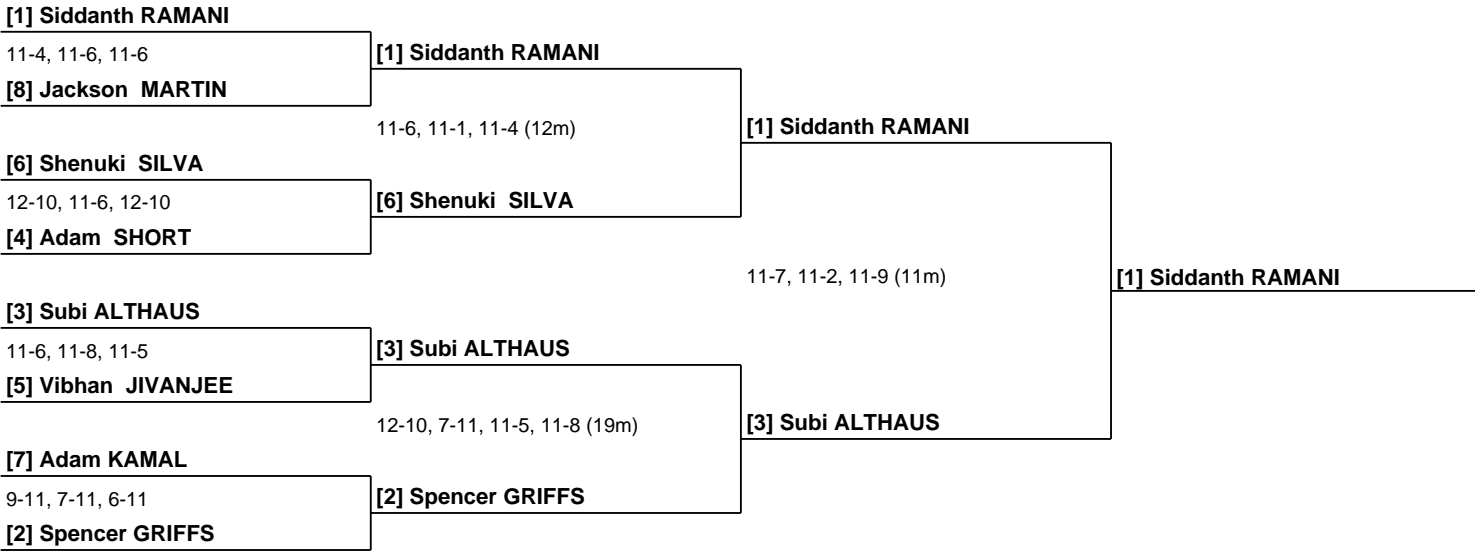 [1] Siddanth RAMANI
11-4, 11-6, 11-6
[8] Jackson  MARTIN
[6] Shenuki  SILVA
12-10, 11-6, 12-10
[4] Adam  SHORT
[3] Subi ALTHAUS
11-6, 11-8, 11-5
[5] Vibhan  JIVANJEE
[7] Adam KAMAL
9-11, 7-11, 6-11
[2] Spencer GRIFFS
[1] Siddanth RAMANI
11-6, 11-1, 11-4 (12m)
[6] Shenuki  SILVA
[3] Subi ALTHAUS
12-10, 7-11, 11-5, 11-8 (19m)
[2] Spencer GRIFFS
[1] Siddanth RAMANI
11-7, 11-2, 11-9 (11m)
[3] Subi ALTHAUS
[1] Siddanth RAMANI